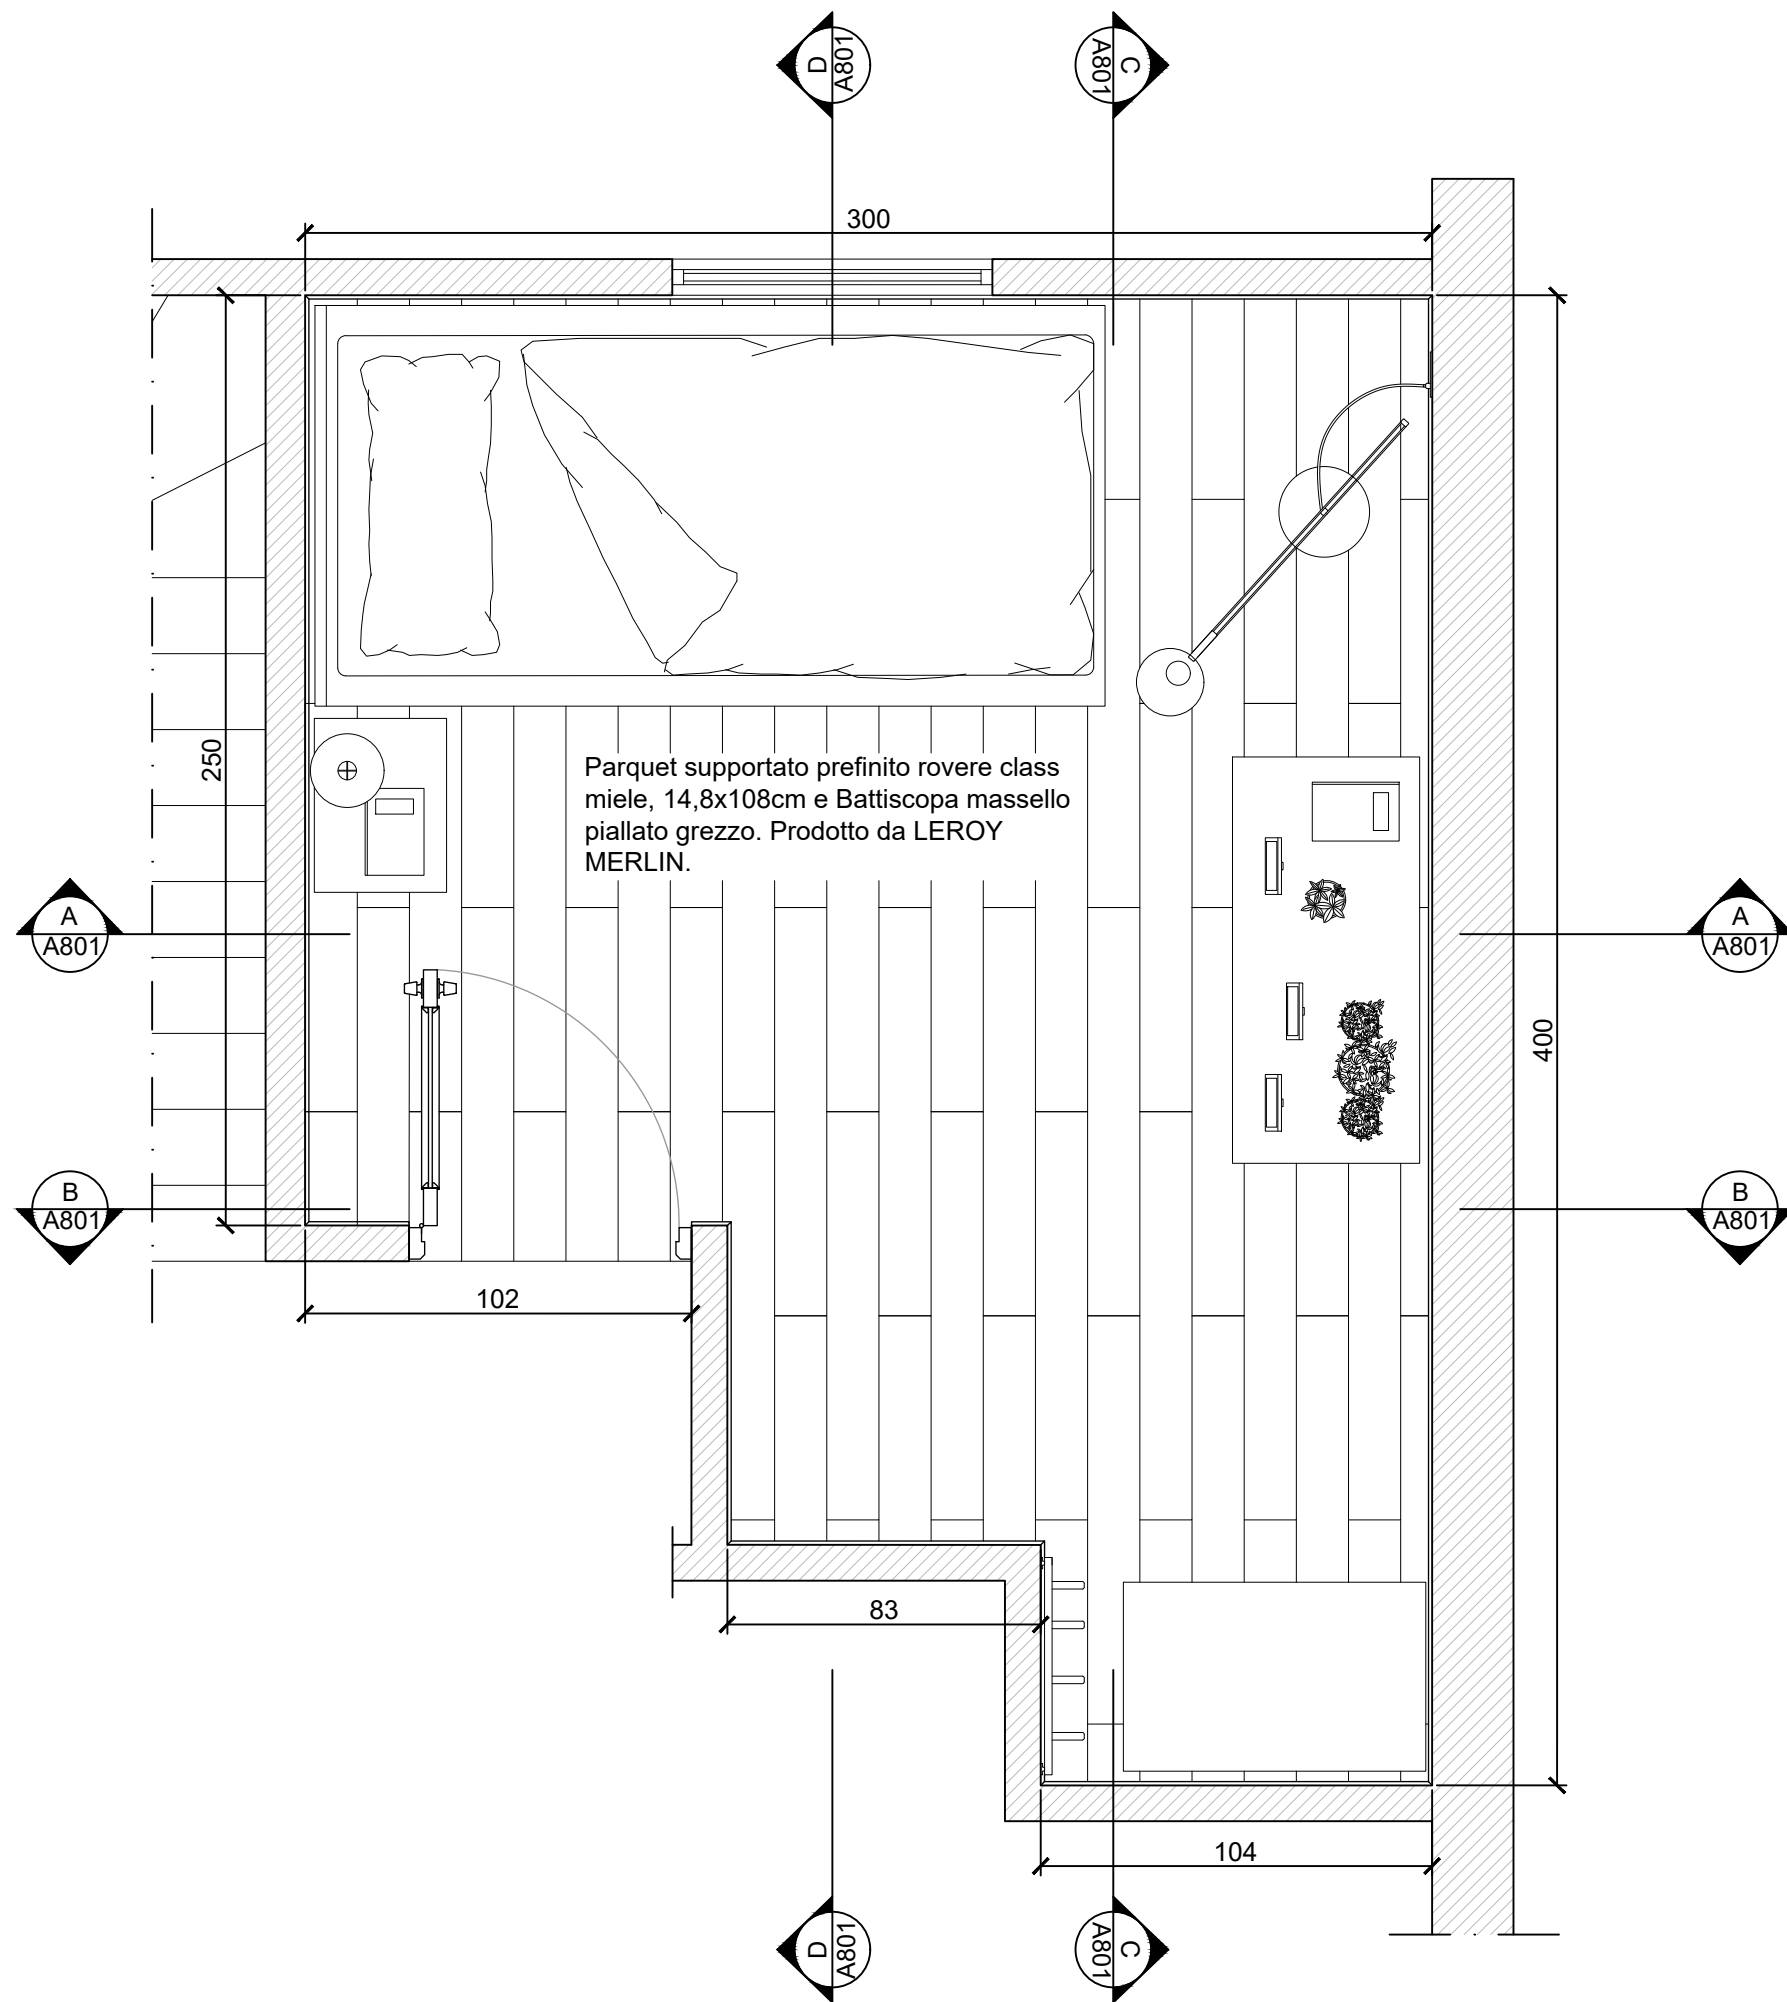 D
A801
C
A801
300
250
Parquet supportato prefinito rovere class
miele, 14,8x108cm e Battiscopa massello
piallato grezzo. Prodotto da LEROY
MERLIN.
A
A801
A
A801
400
B
A801
B
A801
102
83
104
D
A801
C
A801